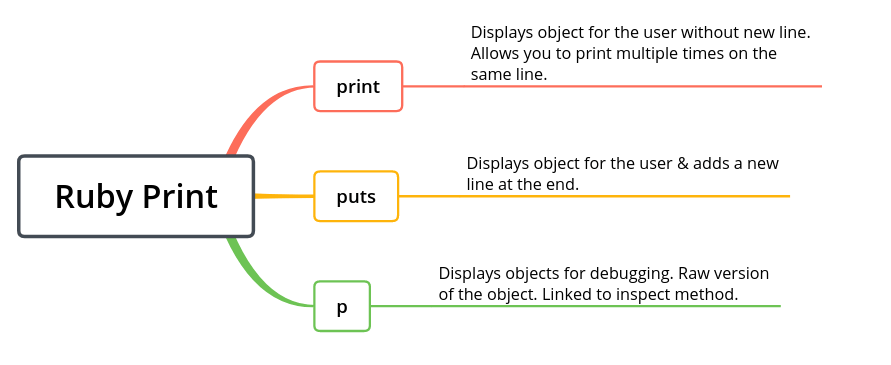 Ruby Print
print
Displays object for the user without new line.
Allows you to print multiple times on the
same line.
puts
Displays object for the user & adds a new
line at the end.
p
Displays objects for debugging. Raw version
of the object. Linked to inspect method.